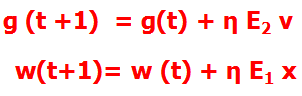 g (t +1) = g(t) + η E₂ v
w(t+1)= w (t) + η E₁ x